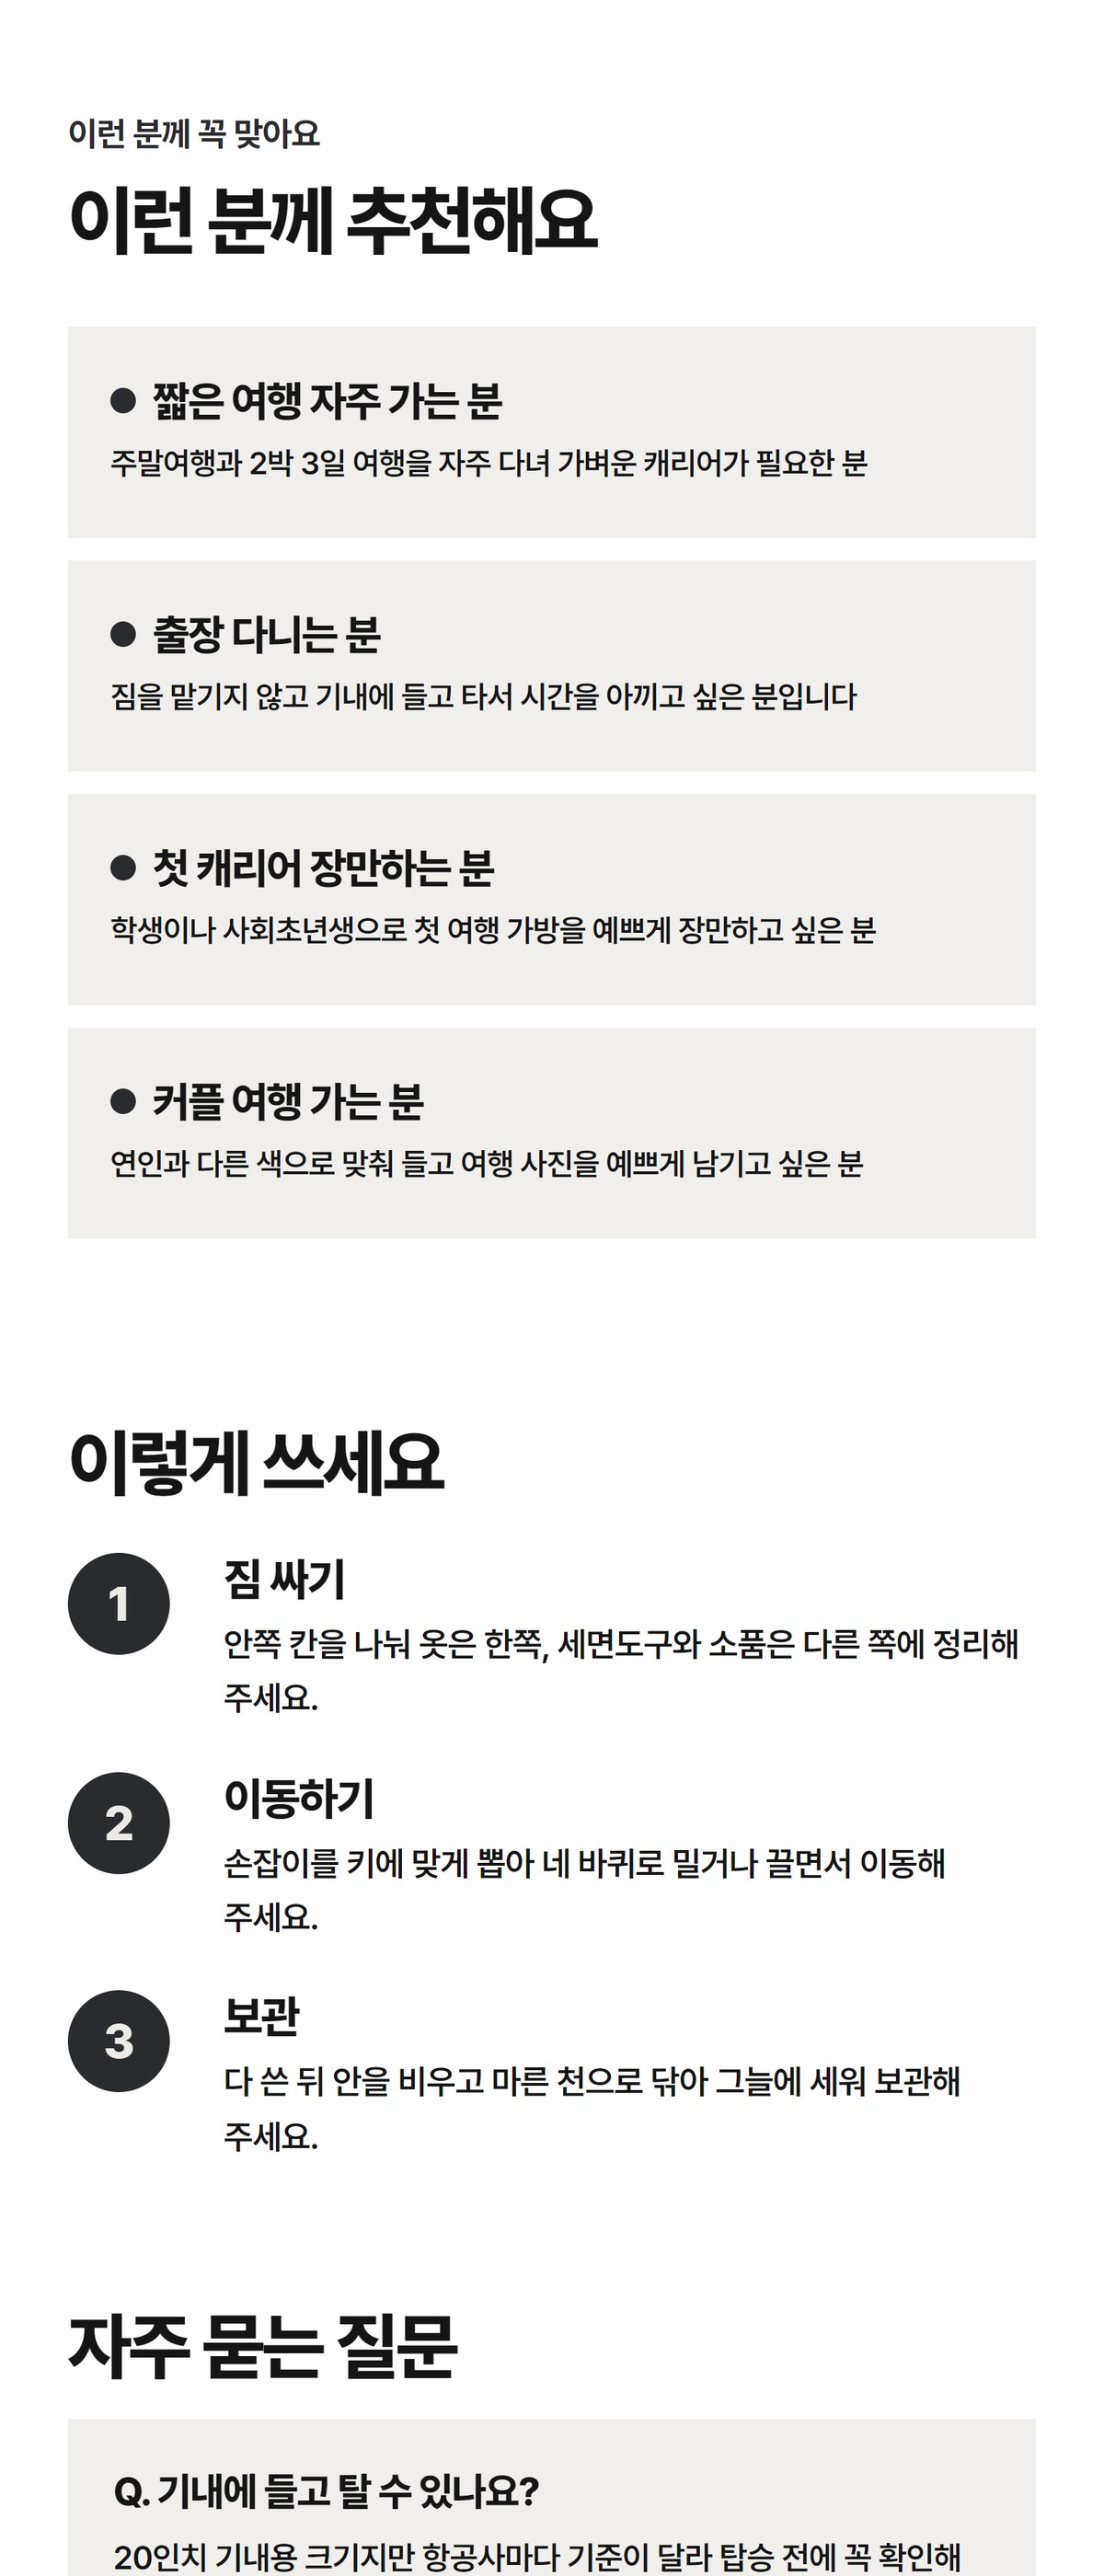 이런 분께 꼭 맞아요
이런 분께 추천해요
짧은 여행 자주 가는 분
주말여행과 2박 3일 여행을 자주 다녀 가벼운 캐리어가 필요한 분
출장 다니는 분
짐을 맡기지 않고 기내에 들고 타서 시간을 아끼고 싶은 분입니다
첫 캐리어 장만하는 분
학생이나 사회초년생으로 첫 여행 가방을 예쁘게 장만하고 싶은 분
커플 여행 가는 분
연인과 다른 색으로 맞춰 들고 여행 사진을 예쁘게 남기고 싶은 분
이렇게 쓰세요
1
짐 싸기
안쪽 칸을 나눠 옷은 한쪽, 세면도구와 소품은 다른 쪽에 정리해
주세요.
2
이동하기
손잡이를 키에 맞게 뽑아 네 바퀴로 밀거나 끌면서 이동해
주세요.
3
보관
다 쓴 뒤 안을 비우고 마른 천으로 닦아 그늘에 세워 보관해
주세요.
자주 묻는 질문
Q. 기내에 들고 탈 수 있나요?
20인치 기내용 크기지만 항공사마다 기준이 달라 탑승 전에 꼭 확인해